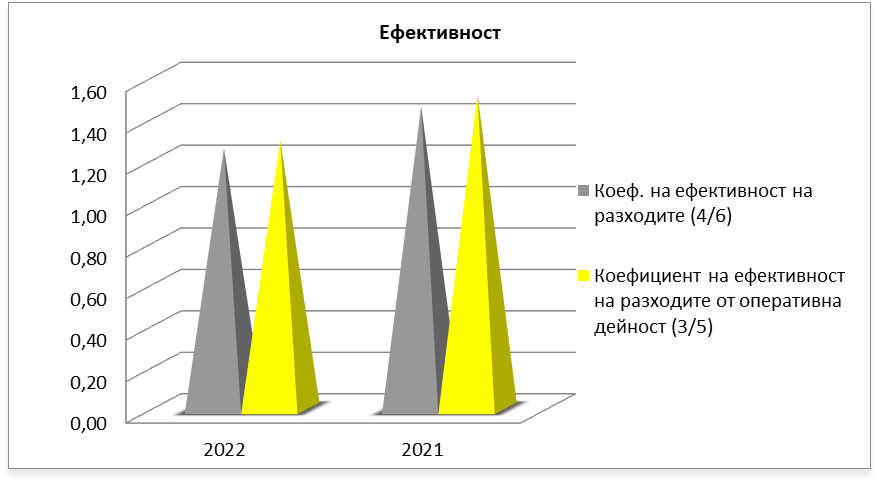 Ефективност
1,60
1,40
1,20
1,00
0,80
0,60
0,40
0,20
0,00
2022
2021
Коеф. на ефективност на
разходите (4/6)
Коефициент на ефективност
на разходите от оперативна
дейност (3/5)